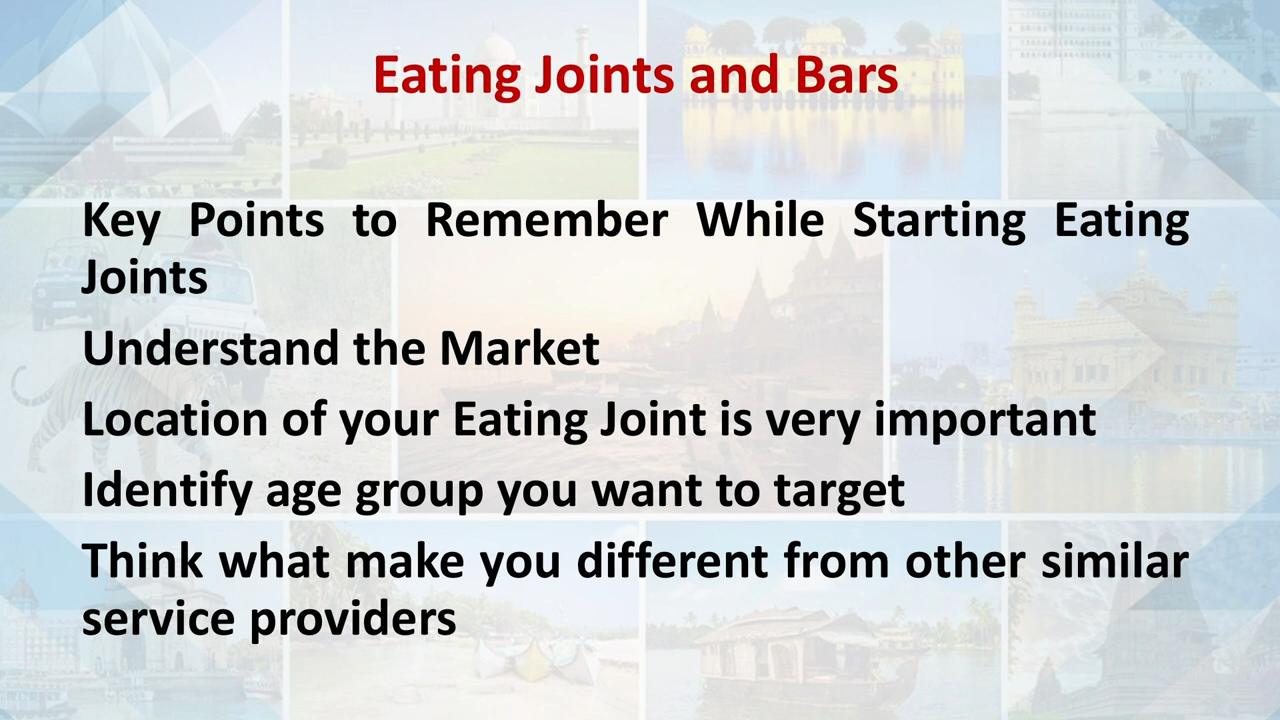 Eating Joints and Bars
Key Points to Remember While Starting Eating
Joints
Understand the Market
Location of your Eating Joint is very important
Identify age group you want to target
Think what make you different from other similar
service providers